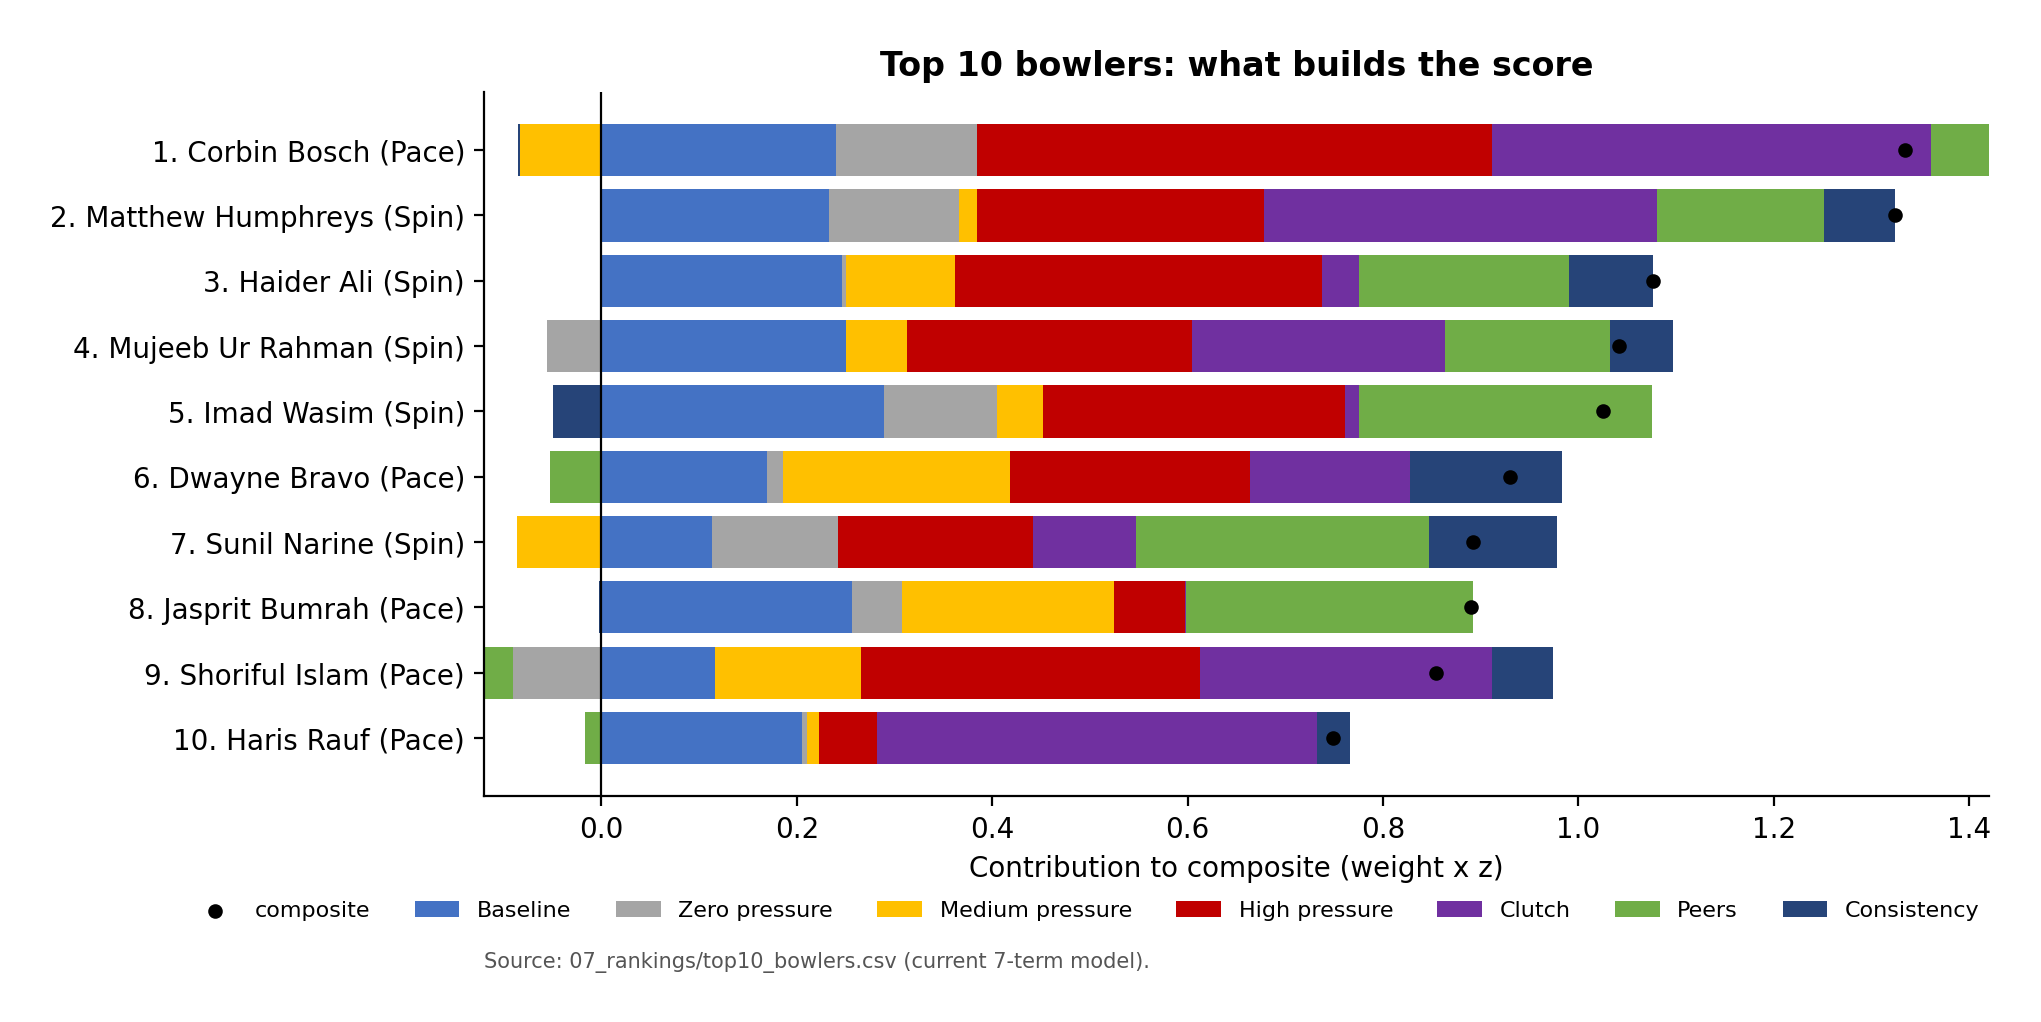 Top 10 bowlers: what builds the score
1. Corbin Bosch (Pace)
2. Matthew Humphreys (Spin)
3. Haider Ali (Spin)
4. Mujeeb Ur Rahman (Spin)
5. Imad Wasim (Spin)
6. Dwayne Bravo (Pace)
7. Sunil Narine (Spin)
8. Jasprit Bumrah (Pace)
9. Shoriful Islam (Pace)
10. Haris Rauf (Pace)
0.0 0.2 0.4 0.6 0.8 1.0 1.2 1.4
Contribution to composite (weight x z)
composite Baseline Zero pressure Medium pressure High pressure Clutch Peers Consistency
Source: 07_rankings/top10_bowlers.csv (current 7-term model).